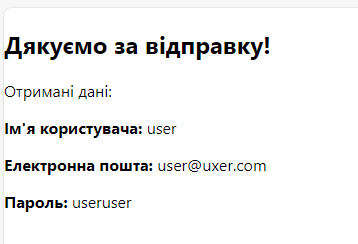 Дякуємо за відправку!
Отримані дані:
Ім'я користувача: user
Електронна пошта: user@uxer.com
Пароль: useruser